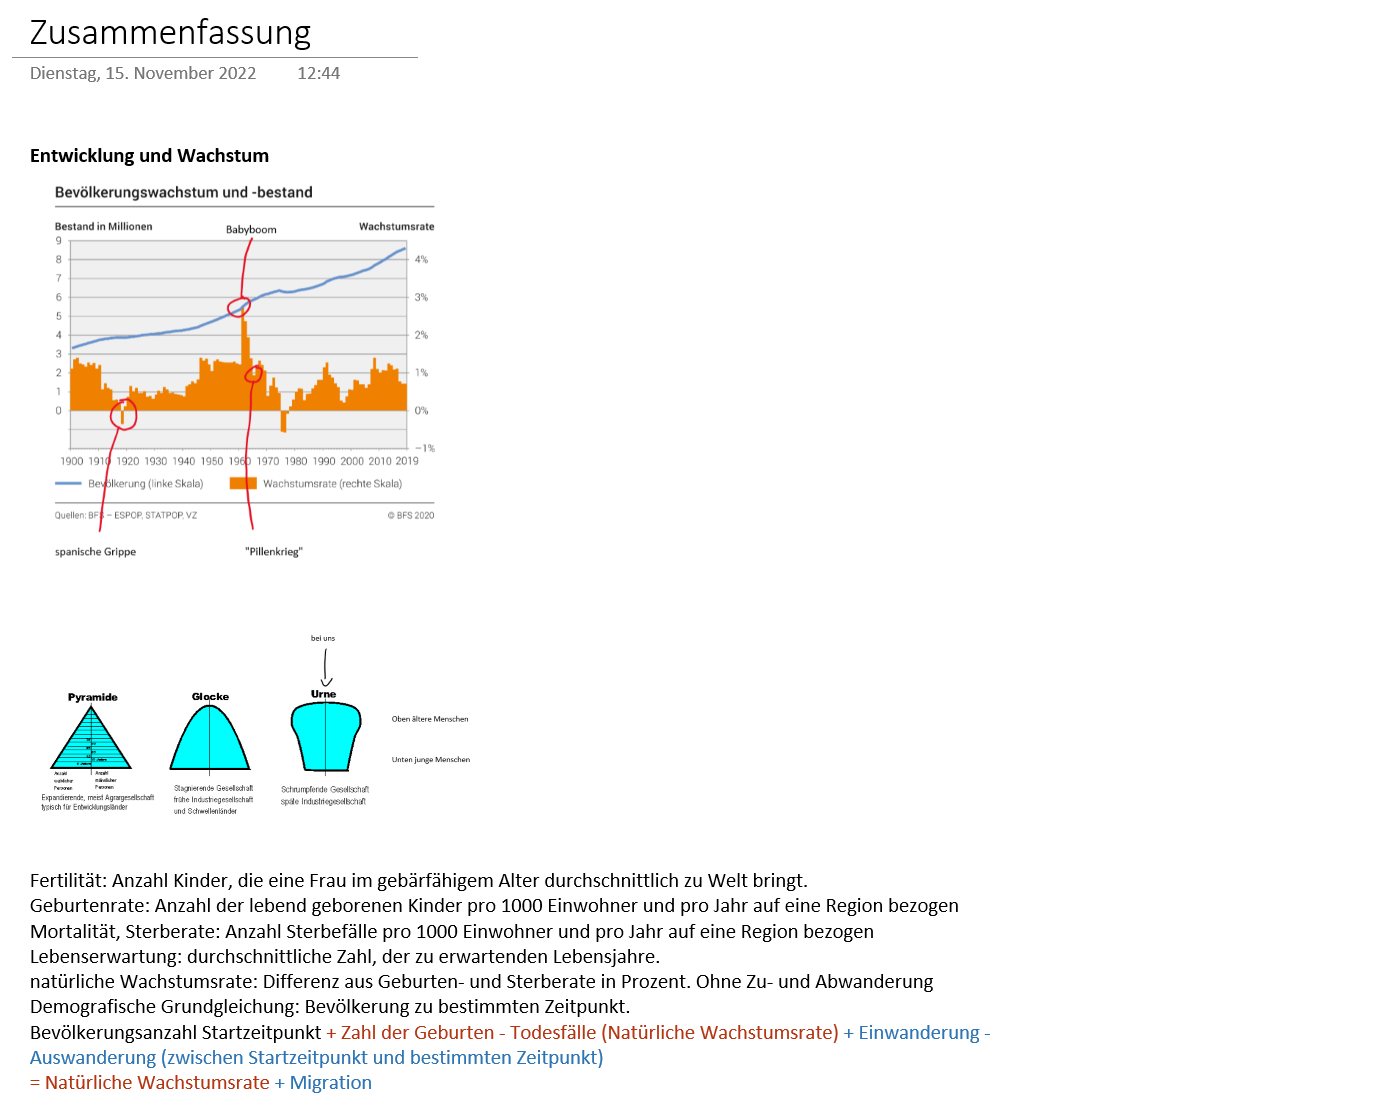 Zusammenfassung
Dienstag, 15. November 2022 12:44
Entwicklung und Wachstum
Bevölkerungswachstum und -bestand
Bestand in Millionen
Babyboom
Wachstumsrate
9
8
7
6
5
4
3
2
1
0
4%
3%
2%
1%
0%
−1%
1900 1910 1920 1930 1940 1950 1960 1970 1980 1990 2000 2010 2019
Bevölkerung (linke Skala)
Wachstumsrate (rechte Skala)
Quellen: BFS – ESPOP, STATPOP, VZ
© BFS 2020
spanische Grippe
"Pillenkrieg"
bei uns
Pyramide
Glocke
Urne
Oben ältere Menschen
Unten junge Menschen
Anzahl
weiblicher
Personen
Anzahl
männlicher
Personen
Expandierende, meist Agrargesellschaft
typisch für Entwicklungsländer
Stagnierende Gesellschaft
frühe Industriegesellschaft
und Schwellenländer
Schrumpfende Gesellschaft
späte Industriegesellschaft
Fertilität: Anzahl Kinder, die eine Frau im gebärfähigem Alter durchschnittlich zu Welt bringt.
Geburtenrate: Anzahl der lebend geborenen Kinder pro 1000 Einwohner und pro Jahr auf eine Region bezogen
Mortalität, Sterberate: Anzahl Sterbefälle pro 1000 Einwohner und pro Jahr auf eine Region bezogen
Lebenserwartung: durchschnittliche Zahl, der zu erwartenden Lebensjahre.
natürliche Wachstumsrate: Differenz aus Geburten- und Sterberate in Prozent. Ohne Zu- und Abwanderung
Demografische Grundgleichung: Bevölkerung zu bestimmten Zeitpunkt.
Bevölkerungsanzahl Startzeitpunkt + Zahl der Geburten - Todesfälle (Natürliche Wachstumsrate) + Einwanderung -
Auswanderung (zwischen Startzeitpunkt und bestimmten Zeitpunkt)
= Natürliche Wachstumsrate + Migration